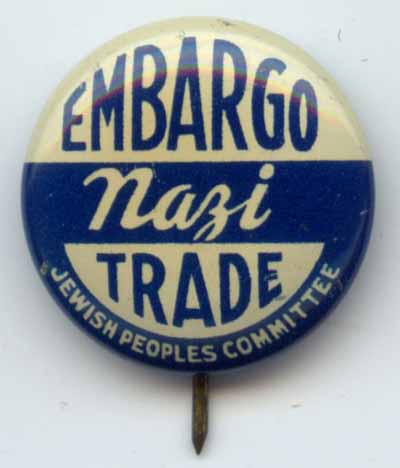 EMBARGO
nazi
TRADE
JEWISH PEOPLES COMMITTEE